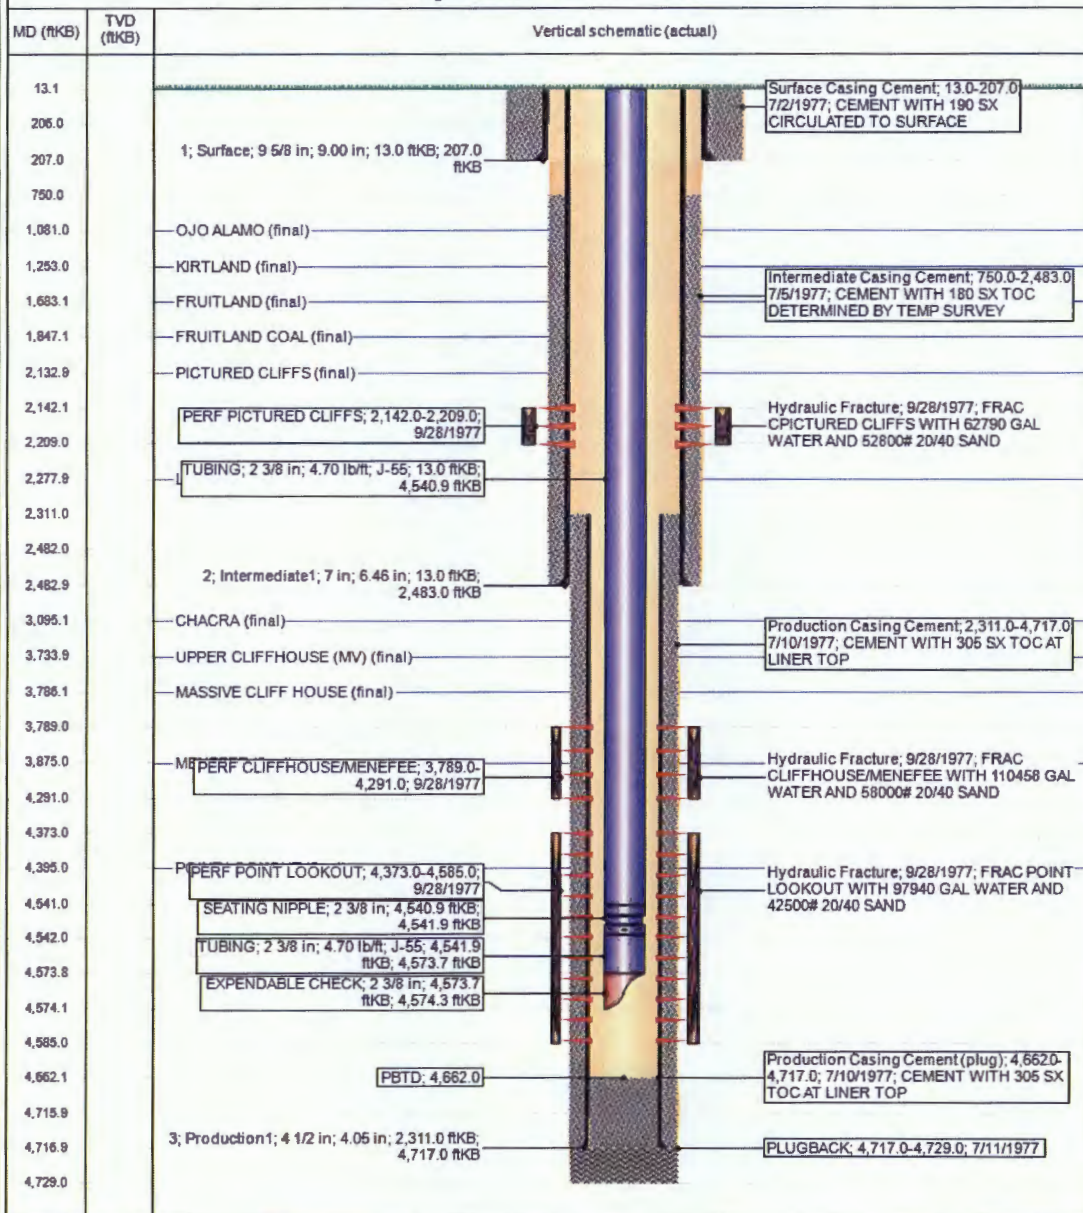 MD (ftKB)
TVD
(ftKB)
Vertical schematic (actual)
13.1
206.0
207.0
750.0
1,081.0
1,253.0
1,683.1
1,847.1
2,132.9
2,142.1
2,209.0
2,277.9
2,311.0
2,482.0
2,482.9
3,095.1
3,733.9
3,786.1
3,789.0
3,875.0
4,291.0
4,373.0
4,395.0
4,541.0
4,542.0
4,573.8
4,574.1
4,585.0
4,662.1
4,715.9
4,716.9
4,729.0
1; Surface; 9 5/8 in; 9.00 in; 13.0 ftKB; 207.0
ftKB
OJO ALAMO (final)
KIRTLAND (final)
FRUITLAND (final)
FRUITLAND COAL (final)
PICTURED CLIFFS (final)
PERF PICTURED CLIFFS; 2,142.0-2,209.0;
9/28/1977
TUBING; 2 3/8 in; 4.70 lb/ft; J-55; 13.0 ftKB;
4,540.9 ftKB
2; Intermediate1; 7 in; 6.46 in; 13.0 ftKB;
2,483.0 ftKB
CHACRA (final)
UPPER CLIFFHOUSE (MV) (final)
MASSIVE CLIFF HOUSE (final)
PERF CLIFFHOUSE/MENEFEE; 3,789.0-
4,291.0; 9/28/1977
PERF POINT LOOKOUT; 4,373.0-4,585.0;
9/28/1977
SEATING NIPPLE; 2 3/8 in; 4,540.9 ftKB;
4,541.9 ftKB
TUBING; 2 3/8 in; 4.70 lb/ft; J-55; 4,541.9
ftKB; 4,573.7 ftKB
EXPENDABLE CHECK; 2 3/8 in; 4,573.7
ftKB; 4,574.3 ftKB
PBTD; 4,662.0
3; Production1; 4 1/2 in; 4.05 in; 2,311.0 ftKB;
4,717.0 ftKB
Surface Casing Cement; 13.0-207.0
7/2/1977; CEMENT WITH 190 SX
CIRCULATED TO SURFACE
Intermediate Casing Cement; 750.0-2,483.0
7/5/1977; CEMENT WITH 180 SX TOC
DETERMINED BY TEMP SURVEY
Hydraulic Fracture; 9/28/1977; FRAC
CPICTURED CLIFFS WITH 62790 GAL
WATER AND 52800# 20/40 SAND
Production Casing Cement; 2,311.0-4,717.0
7/10/1977; CEMENT WITH 305 SX TOC AT
LINER TOP
Hydraulic Fracture; 9/28/1977; FRAC
CLIFFHOUSE/MENEFEE WITH 110458 GAL
WATER AND 58000# 20/40 SAND
Hydraulic Fracture; 9/28/1977; FRAC POINT
LOOKOUT WITH 97940 GAL WATER AND
42500# 20/40 SAND
Production Casing Cement (plug); 4,662.0-
4,717.0; 7/10/1977; CEMENT WITH 305 SX
TOC AT LINER TOP
PLUGBACK; 4,717.0-4,729.0; 7/11/1977